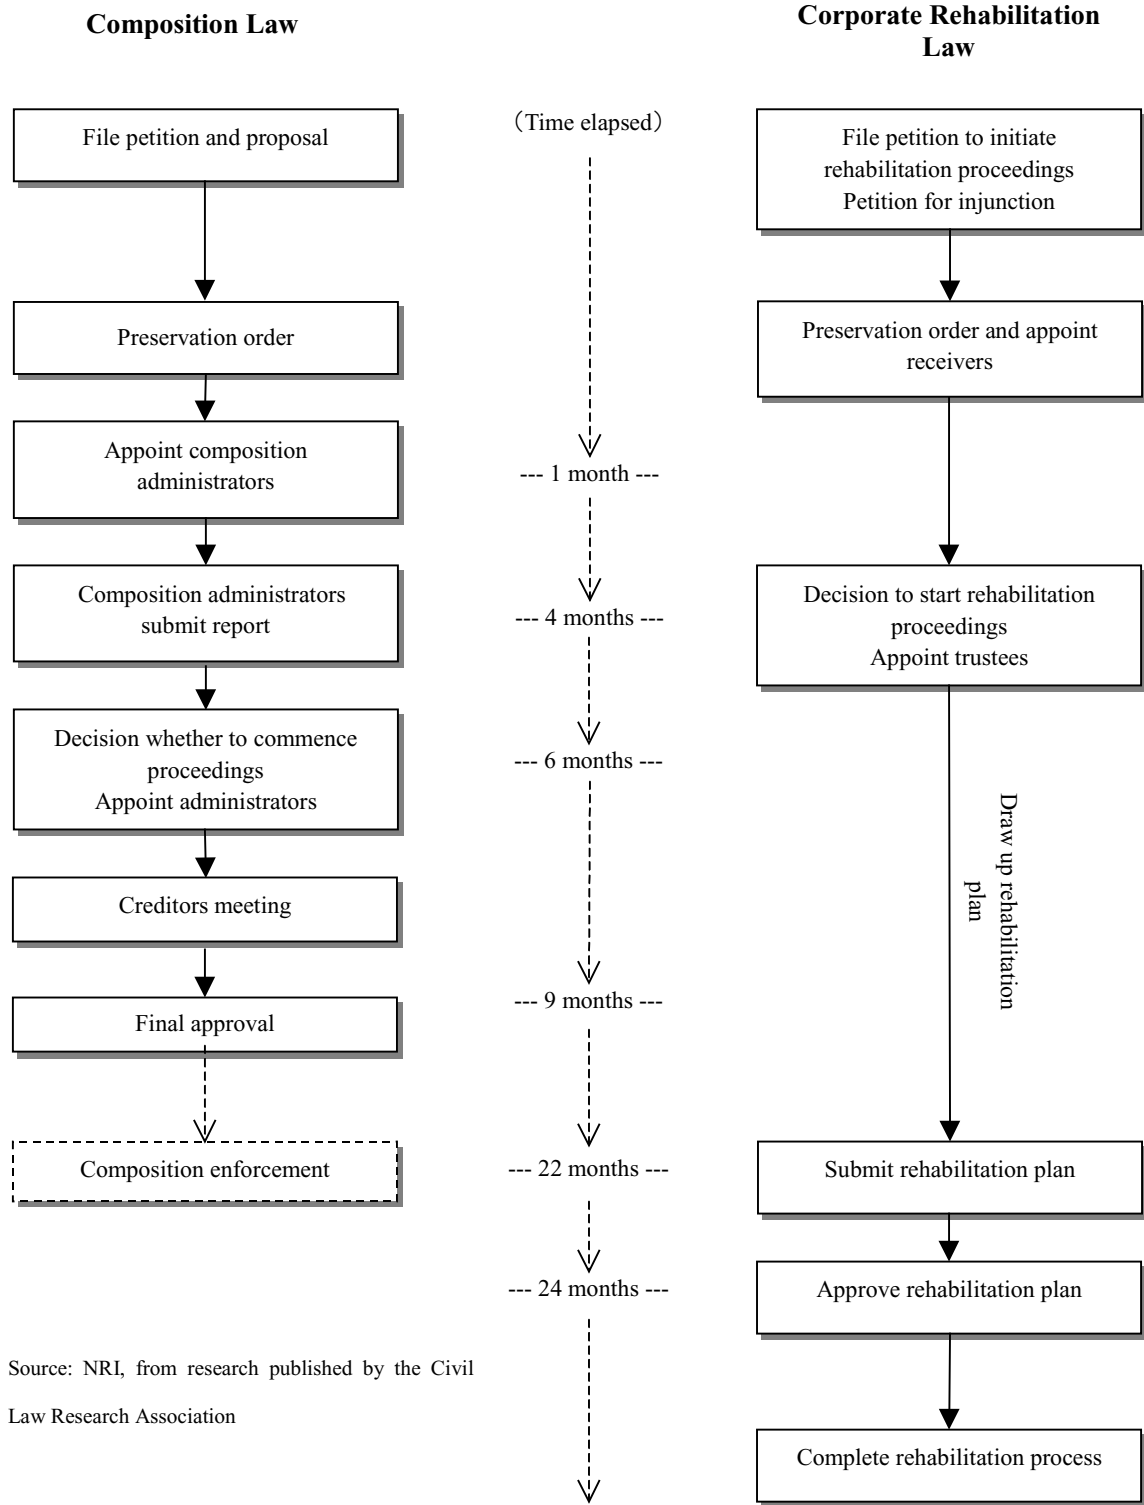 Composition Law
Corporate Rehabilitation
Law
File petition and proposal
（Time elapsed）
File petition to initiate
rehabilitation proceedings
Petition for injunction
Preservation order
Preservation order and appoint
receivers
Appoint composition
administrators
--- 1 month ---
Composition administrators
submit report
--- 4 months ---
Decision to start rehabilitation
proceedings
Appoint trustees
Decision whether to commence
proceedings
Appoint administrators
--- 6 months ---
Draw up rehabilitation
plan
Creditors meeting
Final approval
--- 9 months ---
Composition enforcement
--- 22 months ---
Submit rehabilitation plan
--- 24 months ---
Approve rehabilitation plan
Source: NRI, from research published by the Civil
Law Research Association
Complete rehabilitation process